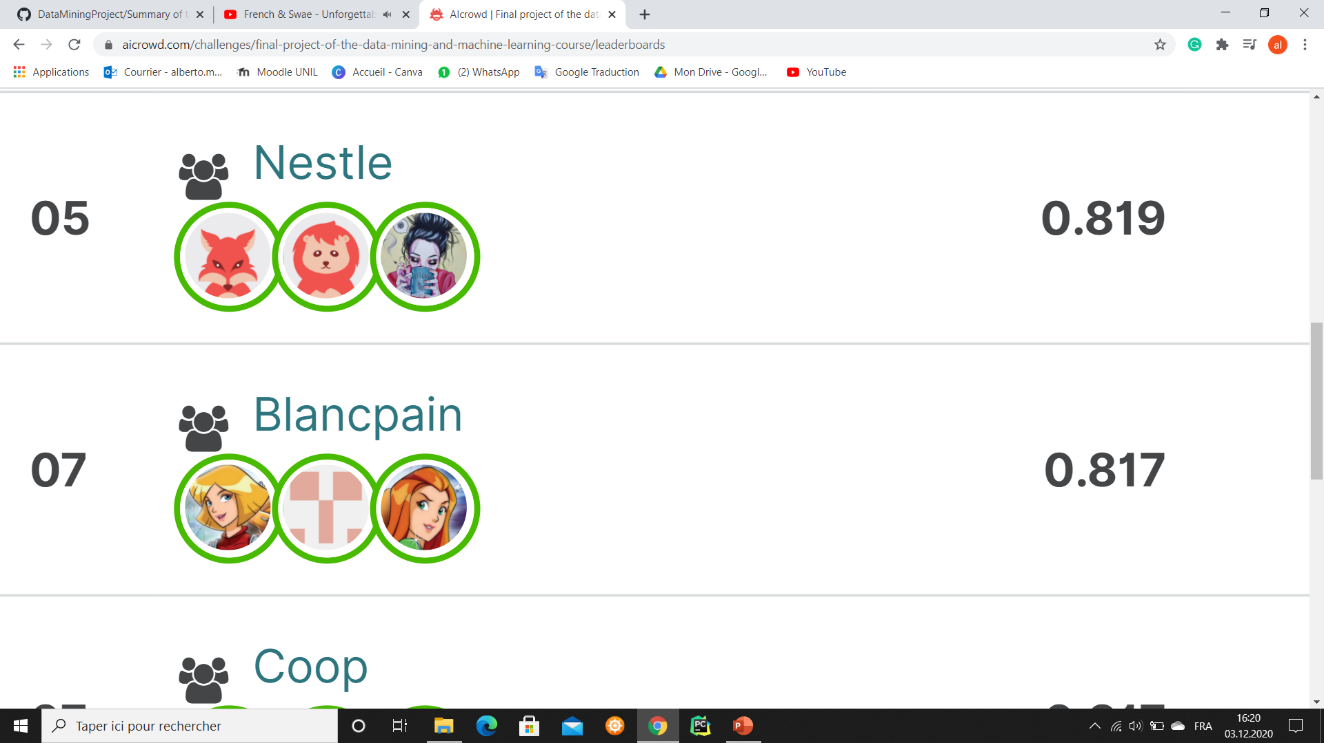 DataMiningProject/Summary of t
French & Swae - Unforgettab
AIcrowd | Final project of the dat
aicrowd.com/challenges/final-project-of-the-data-mining-and-machine-learning-course/leaderboards
al
Applications
Courrier - alberto.m...
Moodle UNIL
Accueil - Canva
(2) WhatsApp
Google Traduction
Mon Drive - Googl...
YouTube
Nestle
05
0.819
Blancpain
07
0.817
Coop
Taper ici pour rechercher
FRA
16:20
03.12.2020